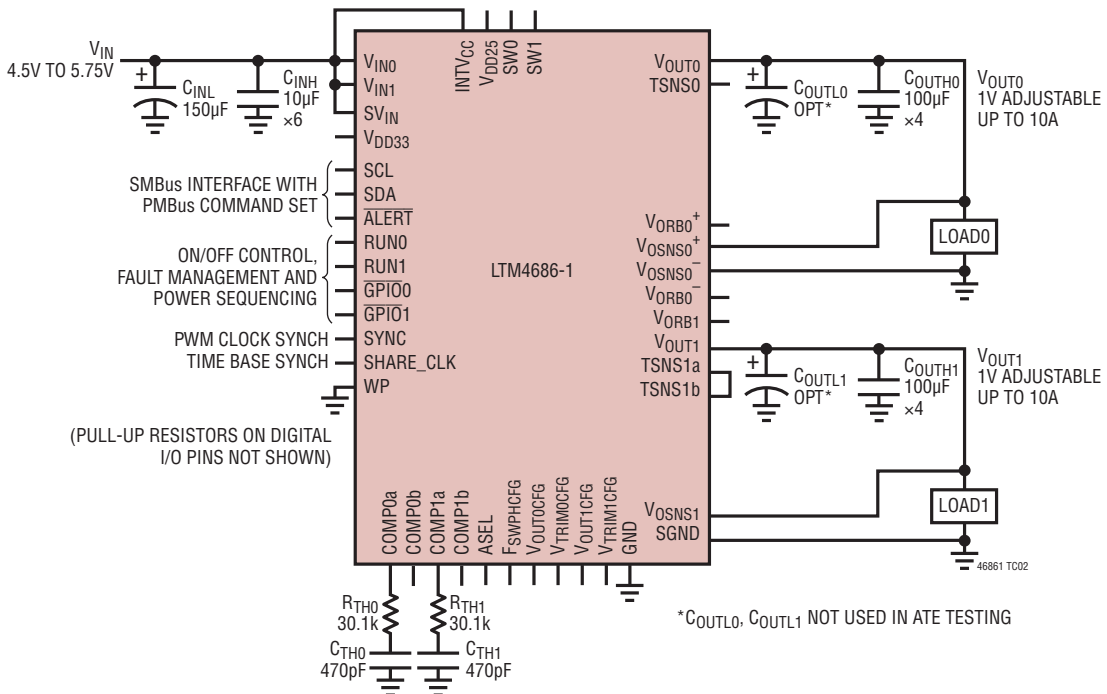 VIN
4.5V TO 5.75V
+
CINL
150µF
CINH
10µF
×6
INTVCC
VDD25
SW0
SW1
VIN0
VIN1
SVIN
VDD33
SCL
SDA
ALERT
RUN0
RUN1
GPIO0
GPIO1
SYNC
SHARE_CLK
WP
SMBus INTERFACE WITH
PMBus COMMAND SET
ON/OFF CONTROL,
FAULT MANAGEMENT AND
POWER SEQUENCING
PWM CLOCK SYNCH
TIME BASE SYNCH
(PULL-UP RESISTORS ON DIGITAL
I/O PINS NOT SHOWN)
LTM4686-1
VOUT0
TSNS0
VORB0+
VOSNS0+
VOSNS0–
VORB0–
VORB1
VOUT1
TSNS1a
TSNS1b
VOSNS1
SGND
+
COUTL0
OPT*
COUTH0
100µF
×4
VOUT0
1V ADJUSTABLE
UP TO 10A
LOAD0
+
COUTL1
OPT*
COUTH1
100µF
×4
VOUT1
1V ADJUSTABLE
UP TO 10A
LOAD1
46861 TC02
COMP0a
COMP0b
COMP1a
COMP1b
ASEL
FSWPHCFG
VOUT0CFG
VTRIM0CFG
VOUT1CFG
VTRIM1CFG
GND
RTH0
30.1k
RTH1
30.1k
CTH0
470pF
CTH1
470pF
*COUTL0, COUTL1 NOT USED IN ATE TESTING